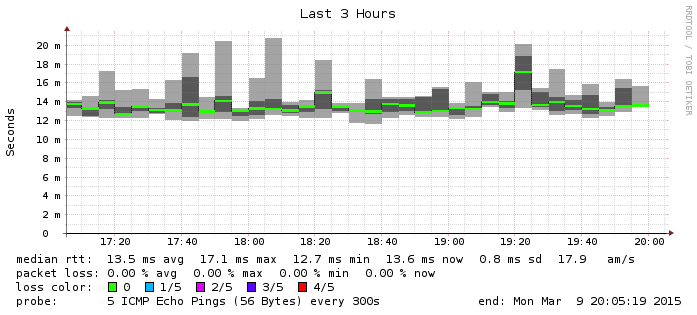 Last 3 Hours
RRDTOOL / TOBI OETIKER
Seconds
20 m
18 m
16 m
14 m
12 m
10 m
8 m
6 m
4 m
2 m
0
17:20 17:40 18:00 18:20 18:40 19:00 19:20 19:40 20:00
median rtt: 13.5 ms avg 17.1 ms max 12.7 ms min 13.6 ms now 0.8 ms sd 17.9 am/s
packet loss: 0.00 % avg 0.00 % max 0.00 % min 0.00 % now
loss color: 0 1/5 2/5 3/5 4/5
probe: 5 ICMP Echo Pings (56 Bytes) every 300s end: Mon Mar 9 20:05:19 2015